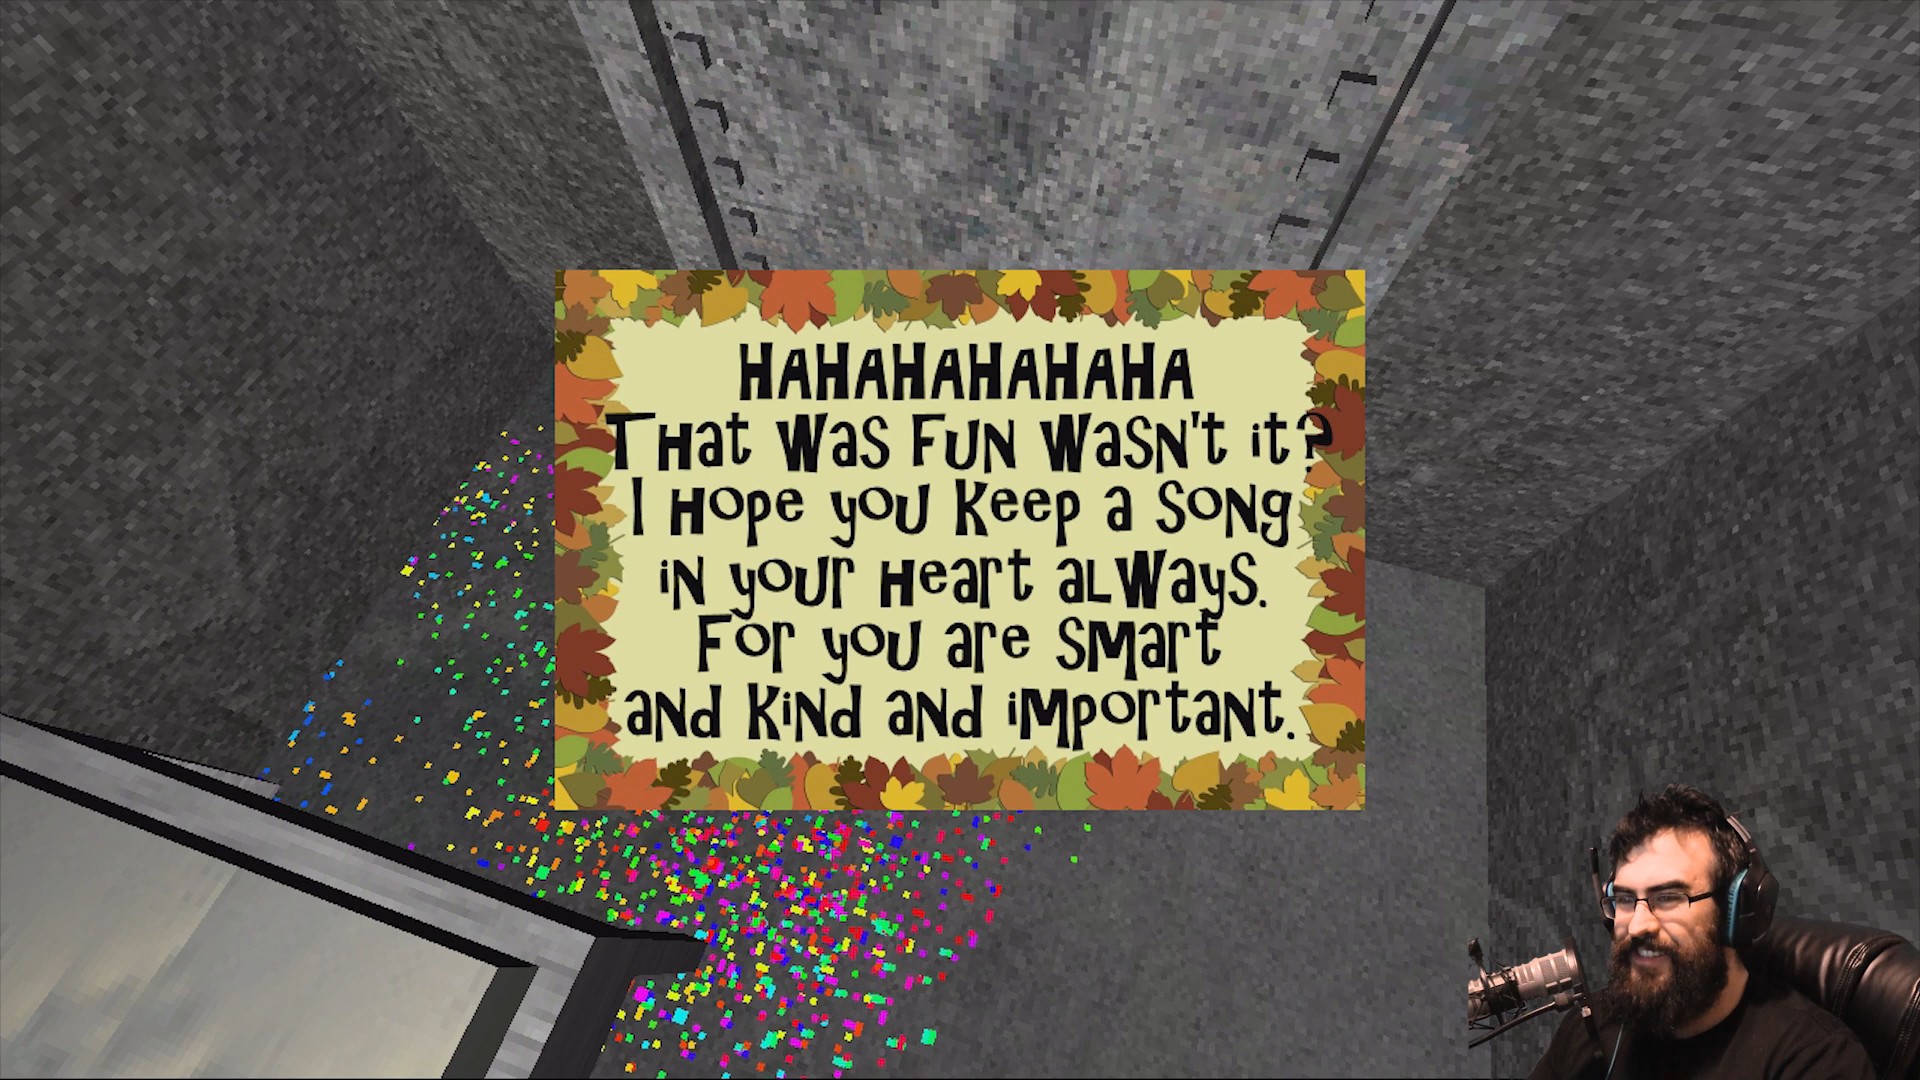 HAHAHAHAHAHA
That was fun wasn't it?
I hope you keep a song
in your heart always.
For you are smart
and kind and important.